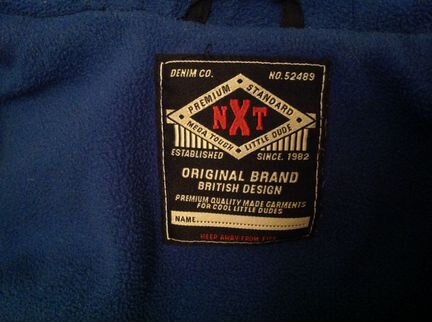 DENIM CO. NO. 52489
PREMIUM STANDARD
NXT
MEGA TOUGH LITTLE DUDE
ESTABLISHED SINCE. 1982
ORIGINAL BRAND
BRITISH DESIGN
PREMIUM QUALITY MADE GARMENTS
FOR COOL LITTLE DUDES
NAME
KEEP AWAY FROM FIRE